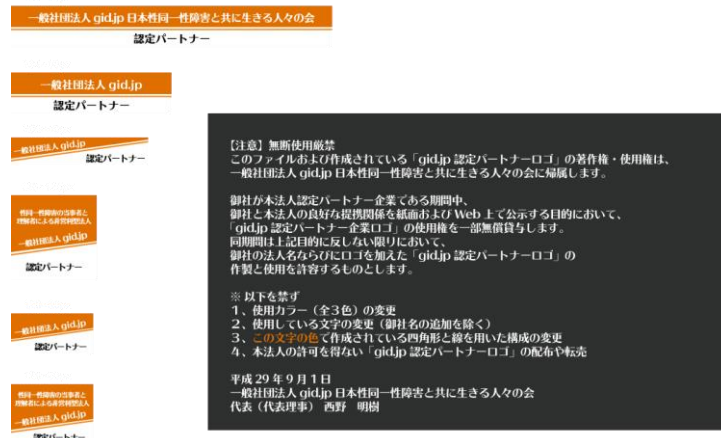 一般社団法人 gid.jp 日本性同一性障害と共に生きる人々の会
認定パートナー
一般社団法人 gid.jp
認定パートナー
一般社団法人 gid.jp
認定パートナー
性同一性障害の当事者と
理解者による非営利型法人
一般社団法人 gid.jp
認定パートナー
一般社団法人 gid.jp
認定パートナー
性同一性障害の当事者と
理解者による非営利型法人
一般社団法人 gid.jp
認定パートナー
【注意】無断使用厳禁
このファイルおよび作成されている「gid.jp 認定パートナーロゴ」の著作権・使用権は、
一般社団法人 gid.jp 日本性同一性障害と共に生きる人々の会に帰属します。
御社が本法人認定パートナー企業である期間中、
御社と本法人の良好な提携関係を紙面および Web 上で公示する目的において、
「gid.jp 認定パートナー企業ロゴ」の使用権を一部無償貸与します。
同期間は上記目的に反しない限りにおいて、
御社の法人名ならびにロゴを加えた「gid.jp 認定パートナーロゴ」の
作製と使用を許容するものとします。
※ 以下を禁ず
1、使用カラー（全3色）の変更
2、使用している文字の変更（御社名の追加を除く）
3、この文字の色で作成されている四角形と線を用いた構成の変更
4、本法人の許可を得ない「gid.jp 認定パートナーロゴ」の配布や転売
平成 29 年 9 月 1 日
一般社団法人 gid.jp 日本性同一性障害と共に生きる人々の会
代表（代表理事） 西野　明樹